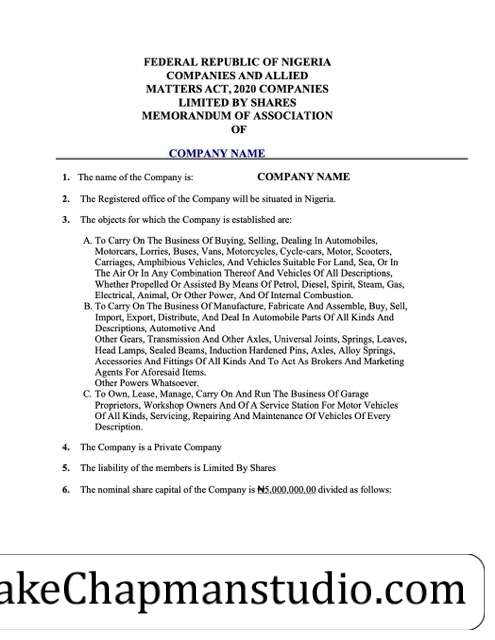 FEDERAL REPUBLIC OF NIGERIA
COMPANIES AND ALLIED
MATTERS ACT, 2020 COMPANIES
LIMITED BY SHARES
MEMORANDUM OF ASSOCIATION
OF
COMPANY NAME
1. The name of the Company is: COMPANY NAME
2. The Registered office of the Company will be situated in Nigeria.
3. The objects for which the Company is established are:
A. To Carry On The Business Of Buying, Selling, Dealing In Automobiles,
Motorcars, Lorries, Buses, Vans, Motorcycles, Cycle-cars, Motor, Scooters,
Carriages, Amphibious Vehicles, And Vehicles Suitable For Land, Sea, Or In
The Air Or In Any Combination Thereof And Vehicles Of All Descriptions,
Whether Propelled Or Assisted By Means Of Petrol, Diesel, Spirit, Steam, Gas,
Electrical, Animal, Or Other Power, And Of Internal Combustion.
B. To Carry On The Business Of Manufacture, Fabricate And Assemble, Buy, Sell,
Import, Export, Distribute, And Deal In Automobile Parts Of All Kinds And
Descriptions, Automotive And
Other Gears, Transmission And Other Axles, Universal Joints, Springs, Leaves,
Head Lamps, Sealed Beams, Induction Hardened Pins, Axles, Alloy Springs,
Accessories And Fittings Of All Kinds And To Act As Brokers And Marketing
Agents For Aforesaid Items.
Other Powers Whatsoever.
C. To Own, Lease, Manage, Carry On And Run The Business Of Garage
Proprietors, Workshop Owners And Of A Service Station For Motor Vehicles
Of All Kinds, Servicing, Repairing And Maintenance Of Vehicles Of Every
Description.
4. The Company is a Private Company
5. The liability of the members is Limited By Shares
6. The nominal share capital of the Company is ₦5,000,000.00 divided as follows:
akeChapmanstudio.com